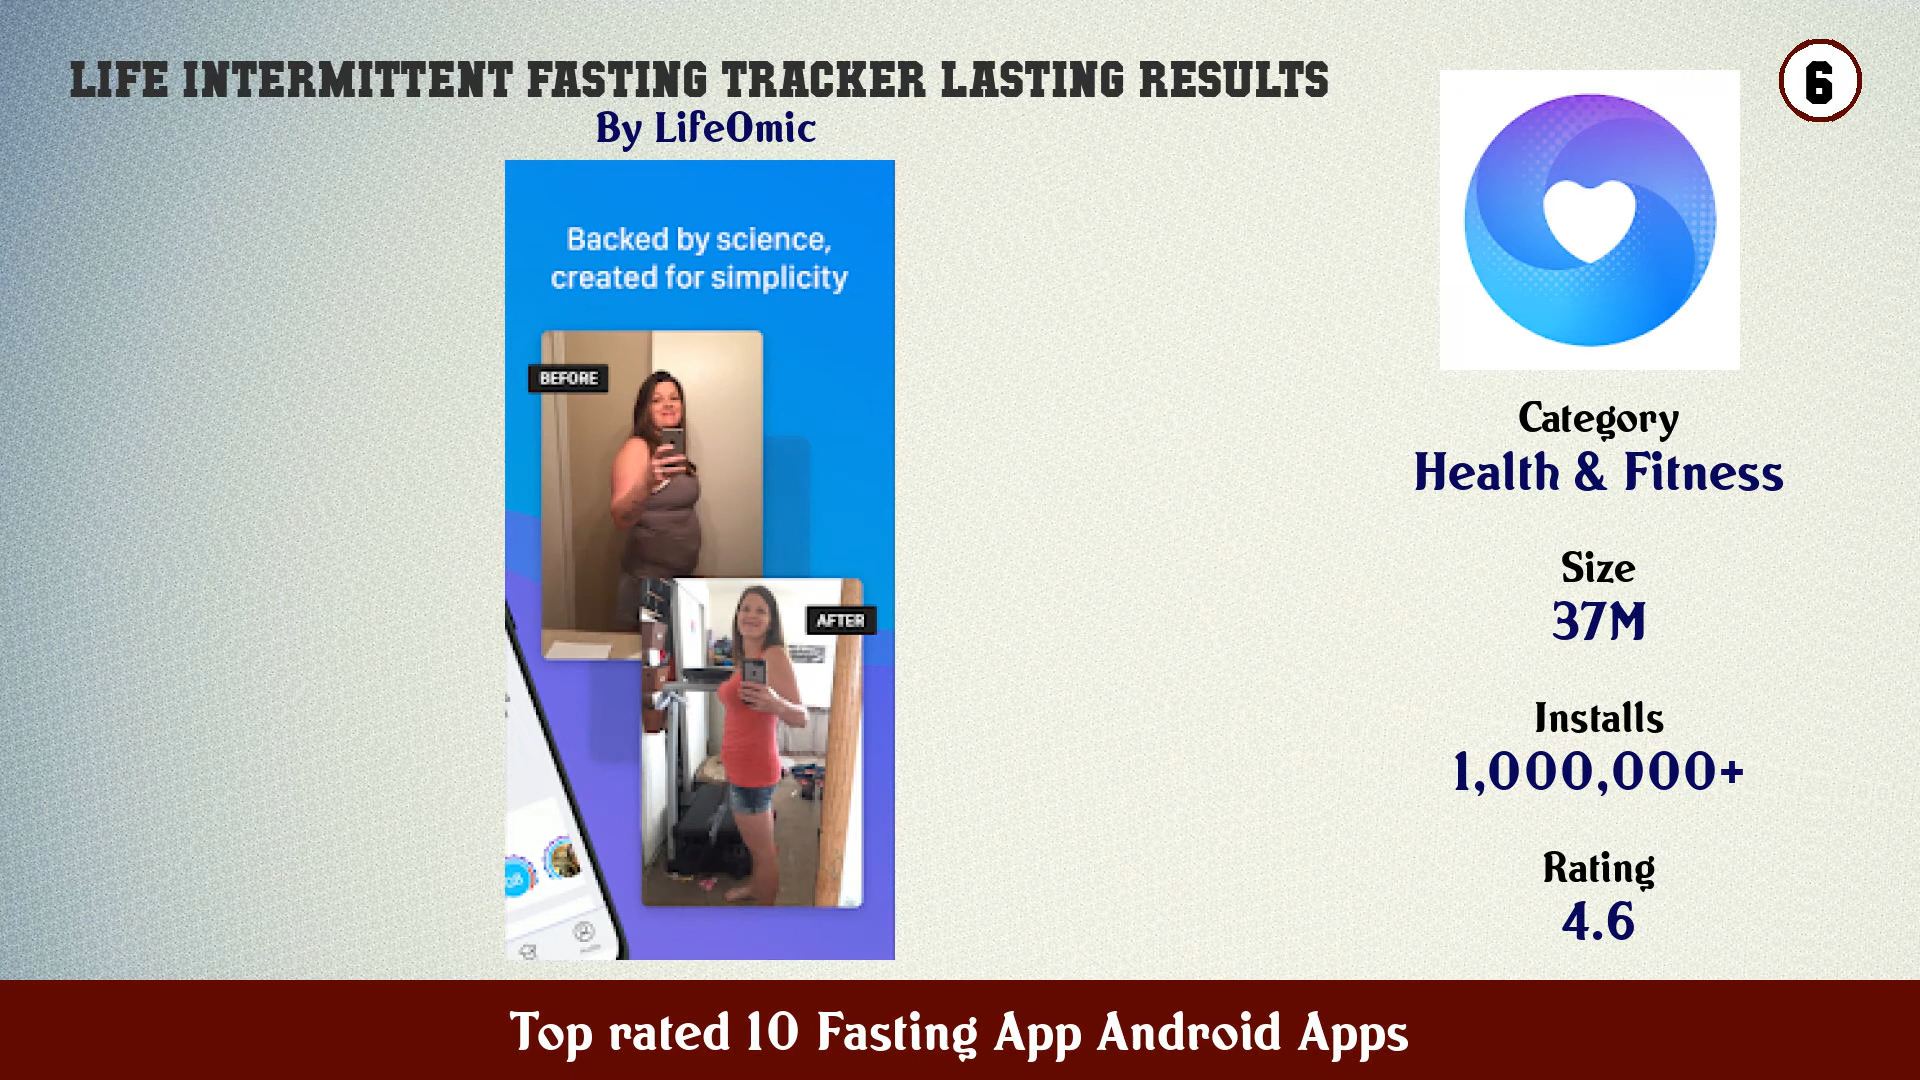 LIFE INTERMITTENT FASTING TRACKER LASTING RESULTS
6
By LifeOmic
Backed by science,
created for simplicity
BEFORE
AFTER
Category
Health & Fitness
Size
37M
Installs
1,000,000+
Rating
4.6
Top rated 10 Fasting App Android Apps